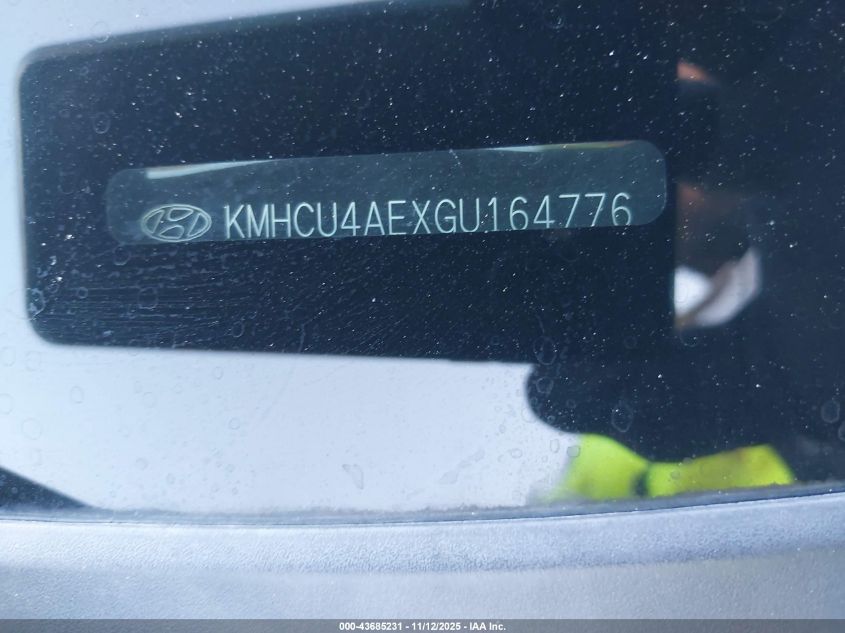 KMHCU4AEXGU164776
000-43685231 - 11/12/2025 - IAA Inc.